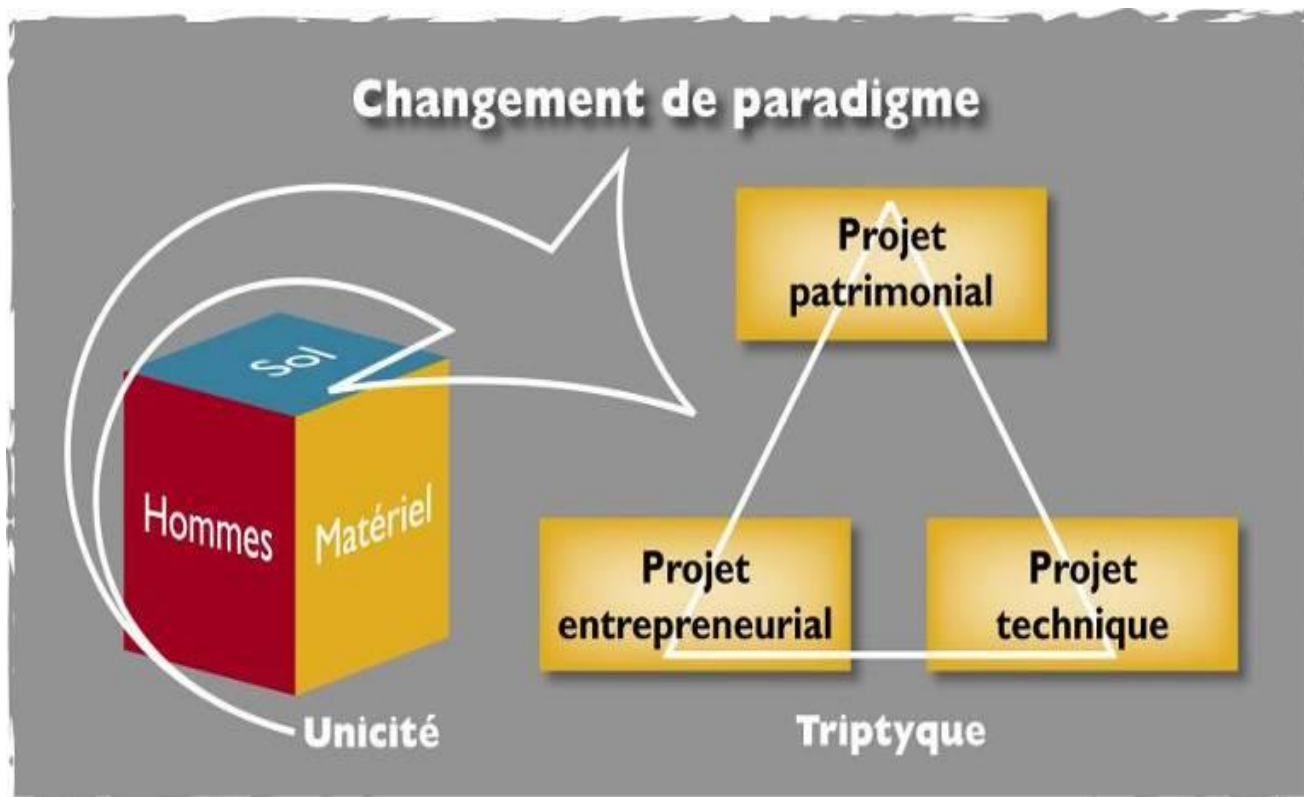 Changement de paradigme
Sol
Hommes
Matériel
Unicité
Projet
patrimonial
Projet
entrepreneurial
Projet
technique
Triptyque